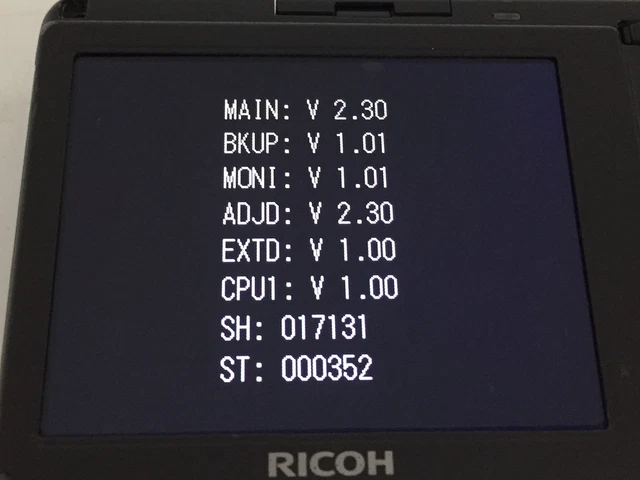 MAIN: V 2.30
BKUP: V 1.01
MONI: V 1.01
ADJD: V 2.30
EXTD: V 1.00
CPU1: V 1.00
SH: 017131
ST: 000352
RICOH